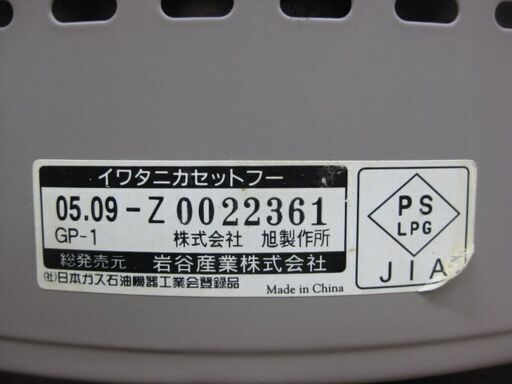 イワタニカセットフー
05.09-Z 0022361
GP-1 株式会社 旭製作所
総発売元 岩谷産業株式会社
(社)日本ガス石油機器工業会登録品
Made in China
PS
LPG
JIA